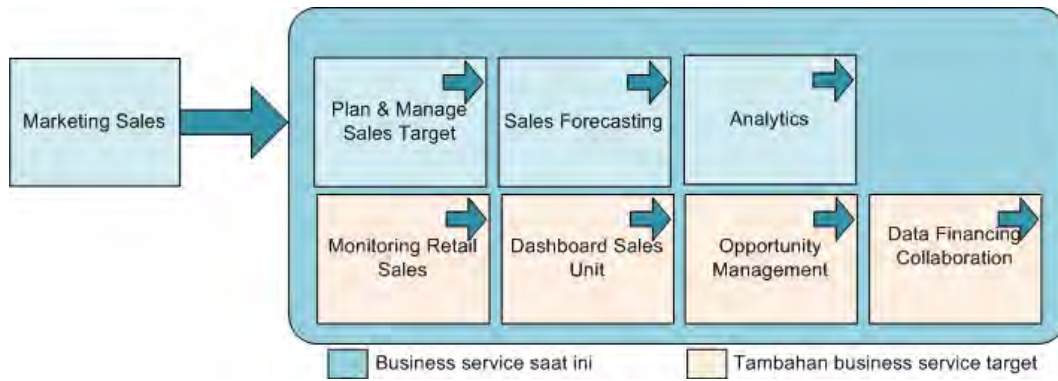 Marketing Sales
Plan & Manage
Sales Target
Sales Forecasting
Analytics
Monitoring Retail
Sales
Dashboard Sales
Unit
Opportunity
Management
Data Financing
Collaboration
Business service saat ini
Tambahan business service target